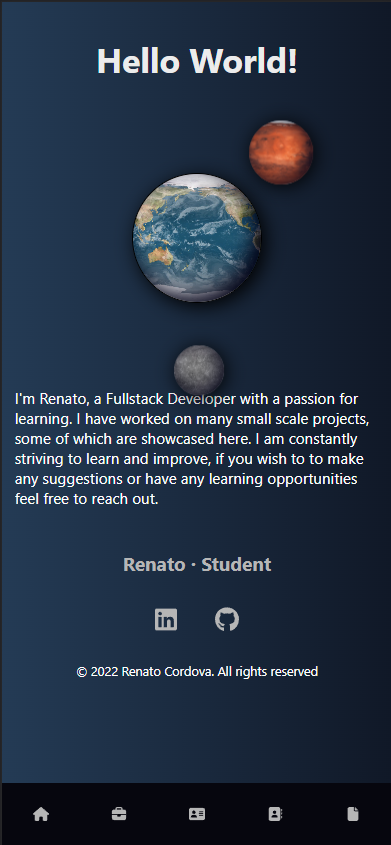 Hello World!
I'm Renato, a Fullstack Developer with a passion for
learning. I have worked on many small scale projects,
some of which are showcased here. I am constantly
striving to learn and improve, if you wish to to make
any suggestions or have any learning opportunities
feel free to reach out.
Renato · Student
© 2022 Renato Cordova. All rights reserved